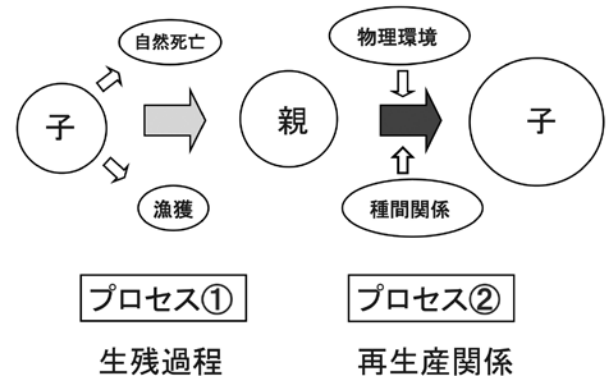 自然死亡
物理環境
子
親
子
漁獲
種間関係
プロセス①
プロセス②
生残過程
再生産関係